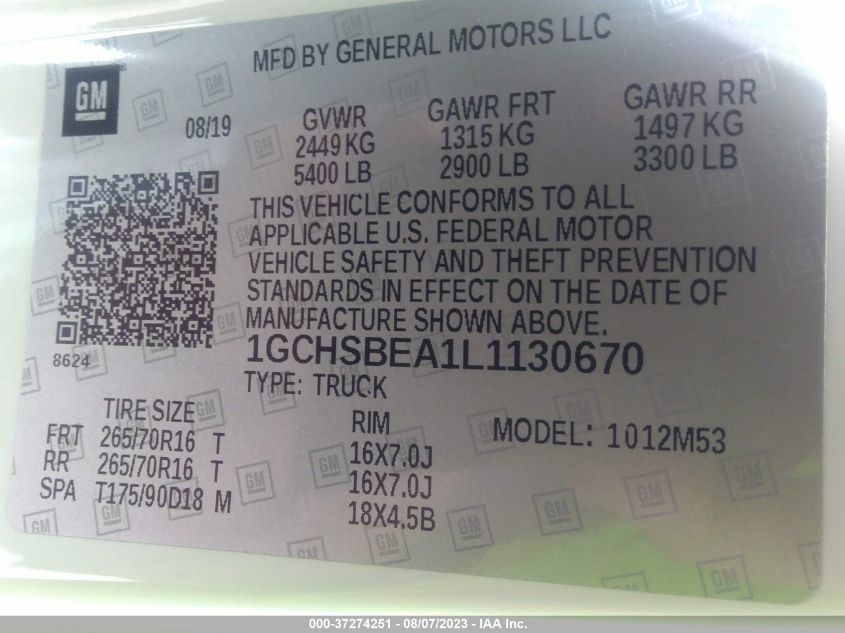 MFD BY GENERAL MOTORS LLC
GM
08/19
GVWR
2449 KG
5400 LB
GAWR FRT
1315 KG
2900 LB
GAWR RR
1497 KG
3300 LB
THIS VEHICLE CONFORMS TO ALL
APPLICABLE U.S. FEDERAL MOTOR
VEHICLE SAFETY AND THEFT PREVENTION
STANDARDS IN EFFECT ON THE DATE OF
MANUFACTURE SHOWN ABOVE.
8624
1GCHSBEA1L1130670
TYPE: TRUCK
TIRE SIZE
RIM
MODEL: 1012M53
FRT 265/70R16 T 16X7.0J
RR 265/70R16 T 16X7.0J
SPA T175/90D18 M 18X4.5B
000-37274251 - 08/07/2023 - IAA Inc.